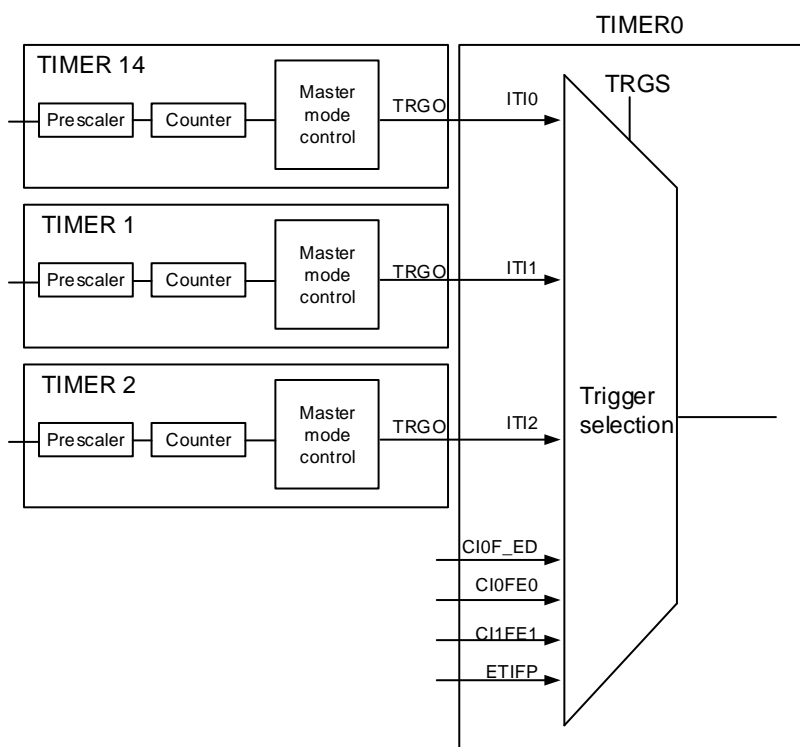 TIMER0
TIMER 14
Prescaler
Counter
Master
mode
control
TRGO
ITI0
TRGS
TIMER 1
Prescaler
Counter
Master
mode
control
TRGO
ITI1
TIMER 2
Prescaler
Counter
Master
mode
control
TRGO
ITI2
Trigger
selection
CI0F_ED
CI0FE0
CI1FE1
ETIFP